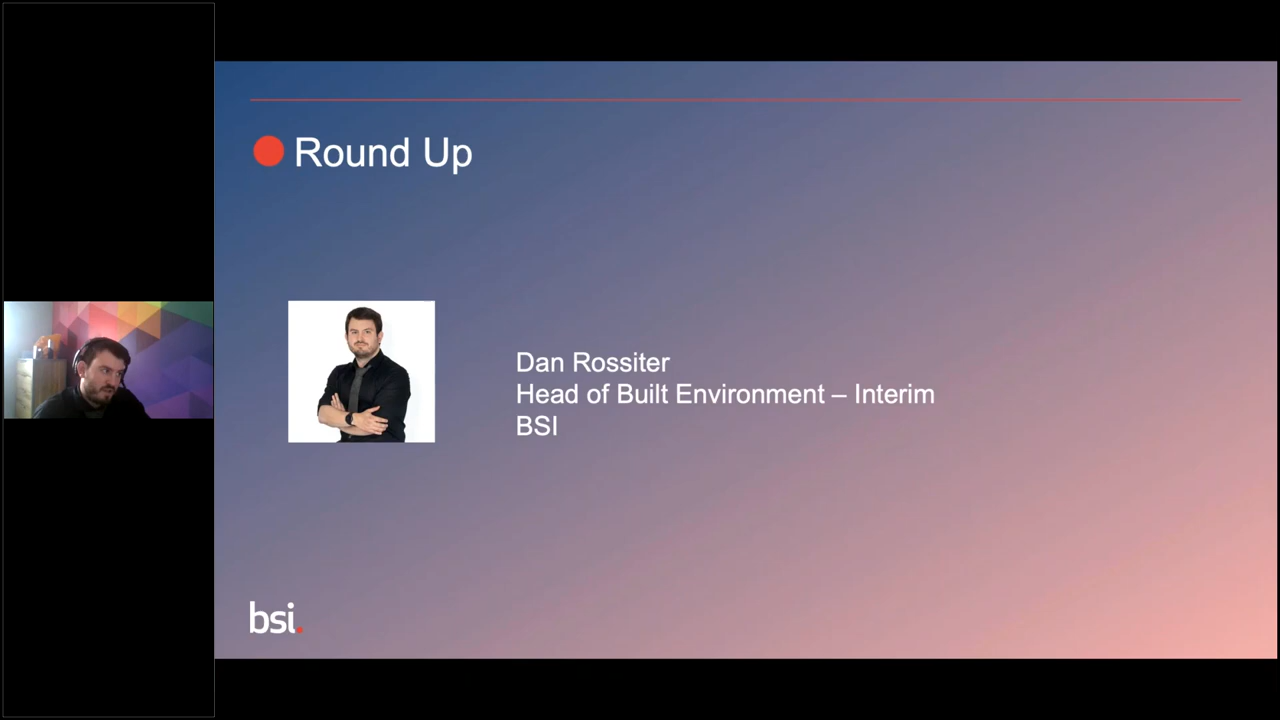 Round Up
Dan Rossiter
Head of Built Environment – Interim
BSI
bsi.